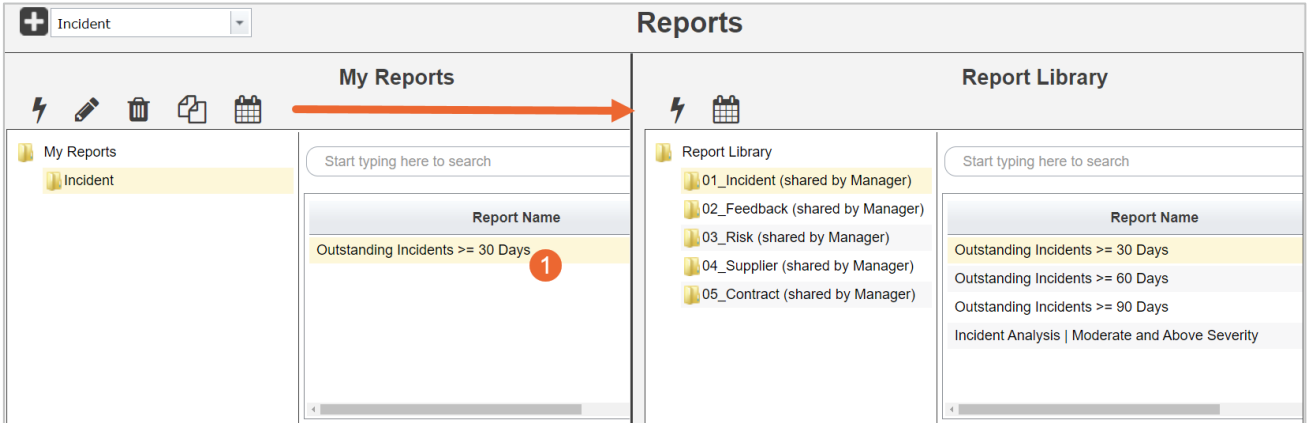 Incident
Reports
My Reports
My Reports
Incident
Start typing here to search
Report Name
Outstanding Incidents >= 30 Days
1
Report Library
Report Library
01_Incident (shared by Manager)
02_Feedback (shared by Manager)
03_Risk (shared by Manager)
04_Supplier (shared by Manager)
05_Contract (shared by Manager)
Start typing here to search
Report Name
Outstanding Incidents >= 30 Days
Outstanding Incidents >= 60 Days
Outstanding Incidents >= 90 Days
Incident Analysis | Moderate and Above Severity